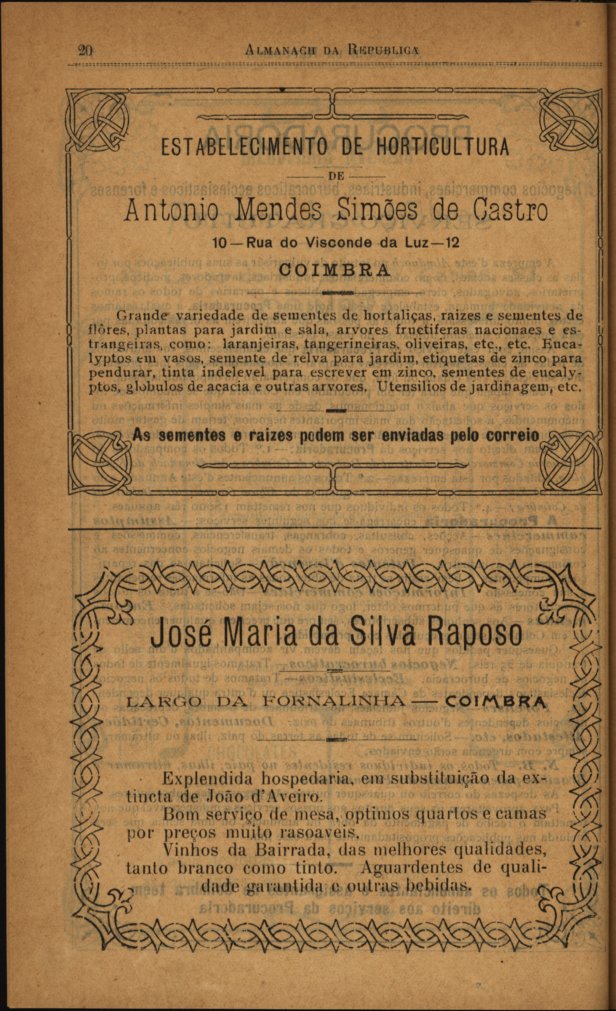 20 ALMANACH DA REPUBLICA
ESTABELECIMENTO DE HORTICULTURA
DE
Antonio Mendes Simões de Castro
10—Rua do Visconde da Luz—12
COIMBRA
Grande variedade de sementes de hortaliças, raizes e sementes de
flôres, plantas para jardim e sala, arvores fructiferas nacionaes e es-
trangeiras, como: laranjeiras, tangerineiras, oliveiras, etc., etc. Euca-
lyptos em vasos, semente de relva para jardim, etiquetas de zinco para
pendurar, tinta indelevel para escrever em zinco, sementes de eucaly-
ptos, globulos de acacia e outras arvores. Utensilios de jardinagem, etc.
As sementes e raizes podem ser enviadas pelo correio
José Maria da Silva Raposo
LARGO DA FORNALINHA — COIMBRA
Explendida hospedaria, em substituição da ex-
tincta de João d'Aveiro.
Bom serviço de mesa, optimos quartos e camas
por preços muito rasoaveis.
Vinhos da Bairrada, das melhores qualidades,
tanto branco como tinto. Aguardentes de quali-
dade garantida e outras bebidas.